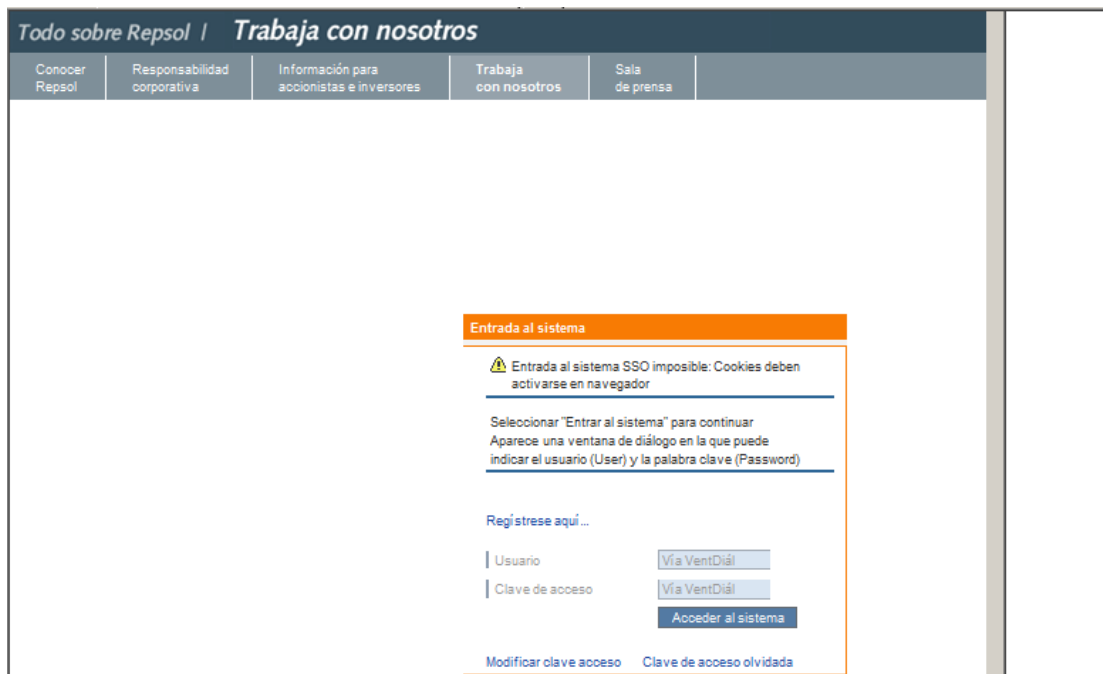 Todo sobre Repsol / Trabaja con nosotros
Conocer Repsol
Responsabilidad corporativa
Información para accionistas e inversores
Trabaja con nosotros
Sala de prensa
Entrada al sistema
Entrada al sistema SSO imposible: Cookies deben
activarse en navegador
Seleccionar "Entrar al sistema" para continuar
Aparece una ventana de diálogo en la que puede
indicar el usuario (User) y la palabra clave (Password)
Regístrese aquí...
Usuario Vía VentDiál
Clave de acceso Vía VentDiál
Acceder al sistema
Modificar clave acceso Clave de acceso olvidada